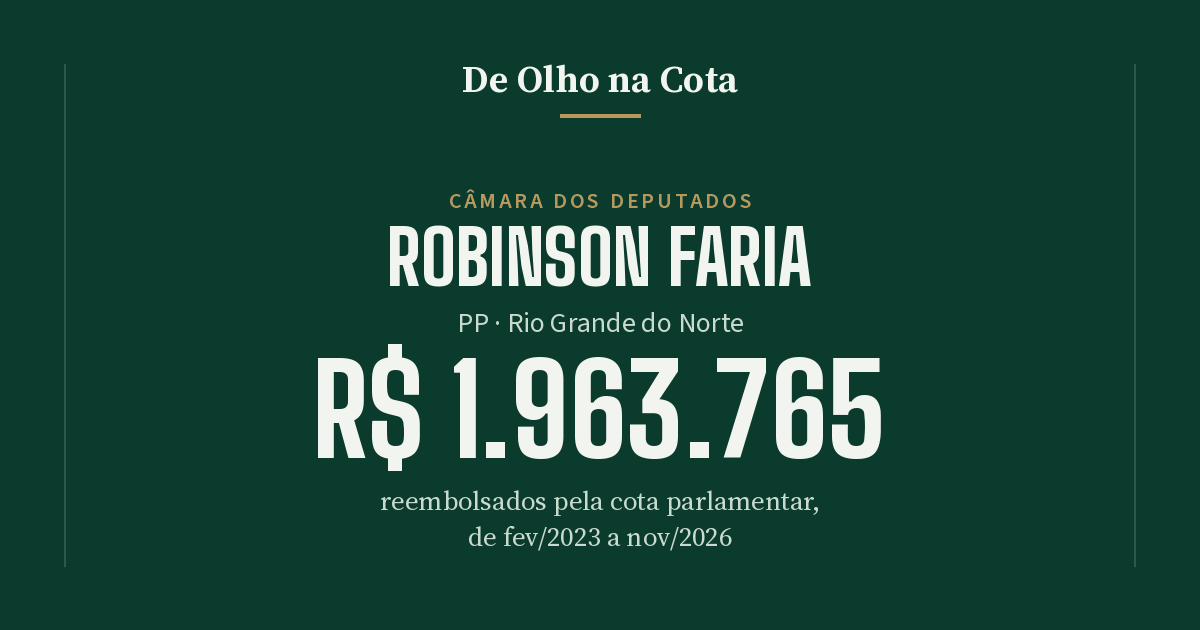 De Olho na Cota
CÂMARA DOS DEPUTADOS
ROBINSON FARIA
PP · Rio Grande do Norte
R$ 1.963.765
reembolsados pela cota parlamentar,
de fev/2023 a nov/2026